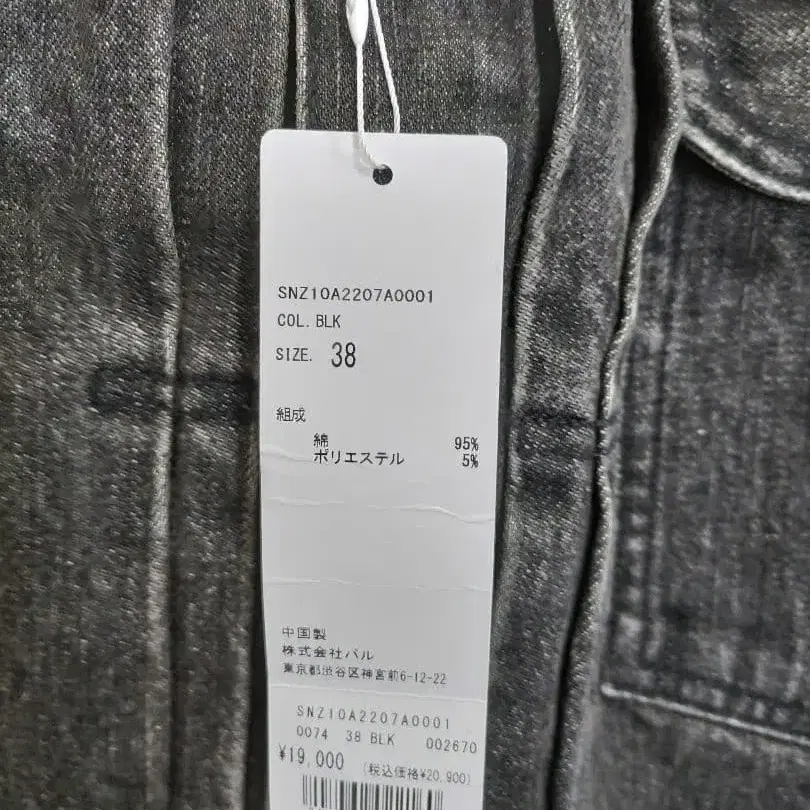 SNZ10A2207A0001
COL. BLK
SIZE. 38
組成
綿 95%
ポリエステル 5%
中国製
株式会社パル
東京都渋谷区神宮前6-12-22
SNZ10A2207A0001
0074 38 BLK 002670
¥19,000 (税込価格¥20,900)